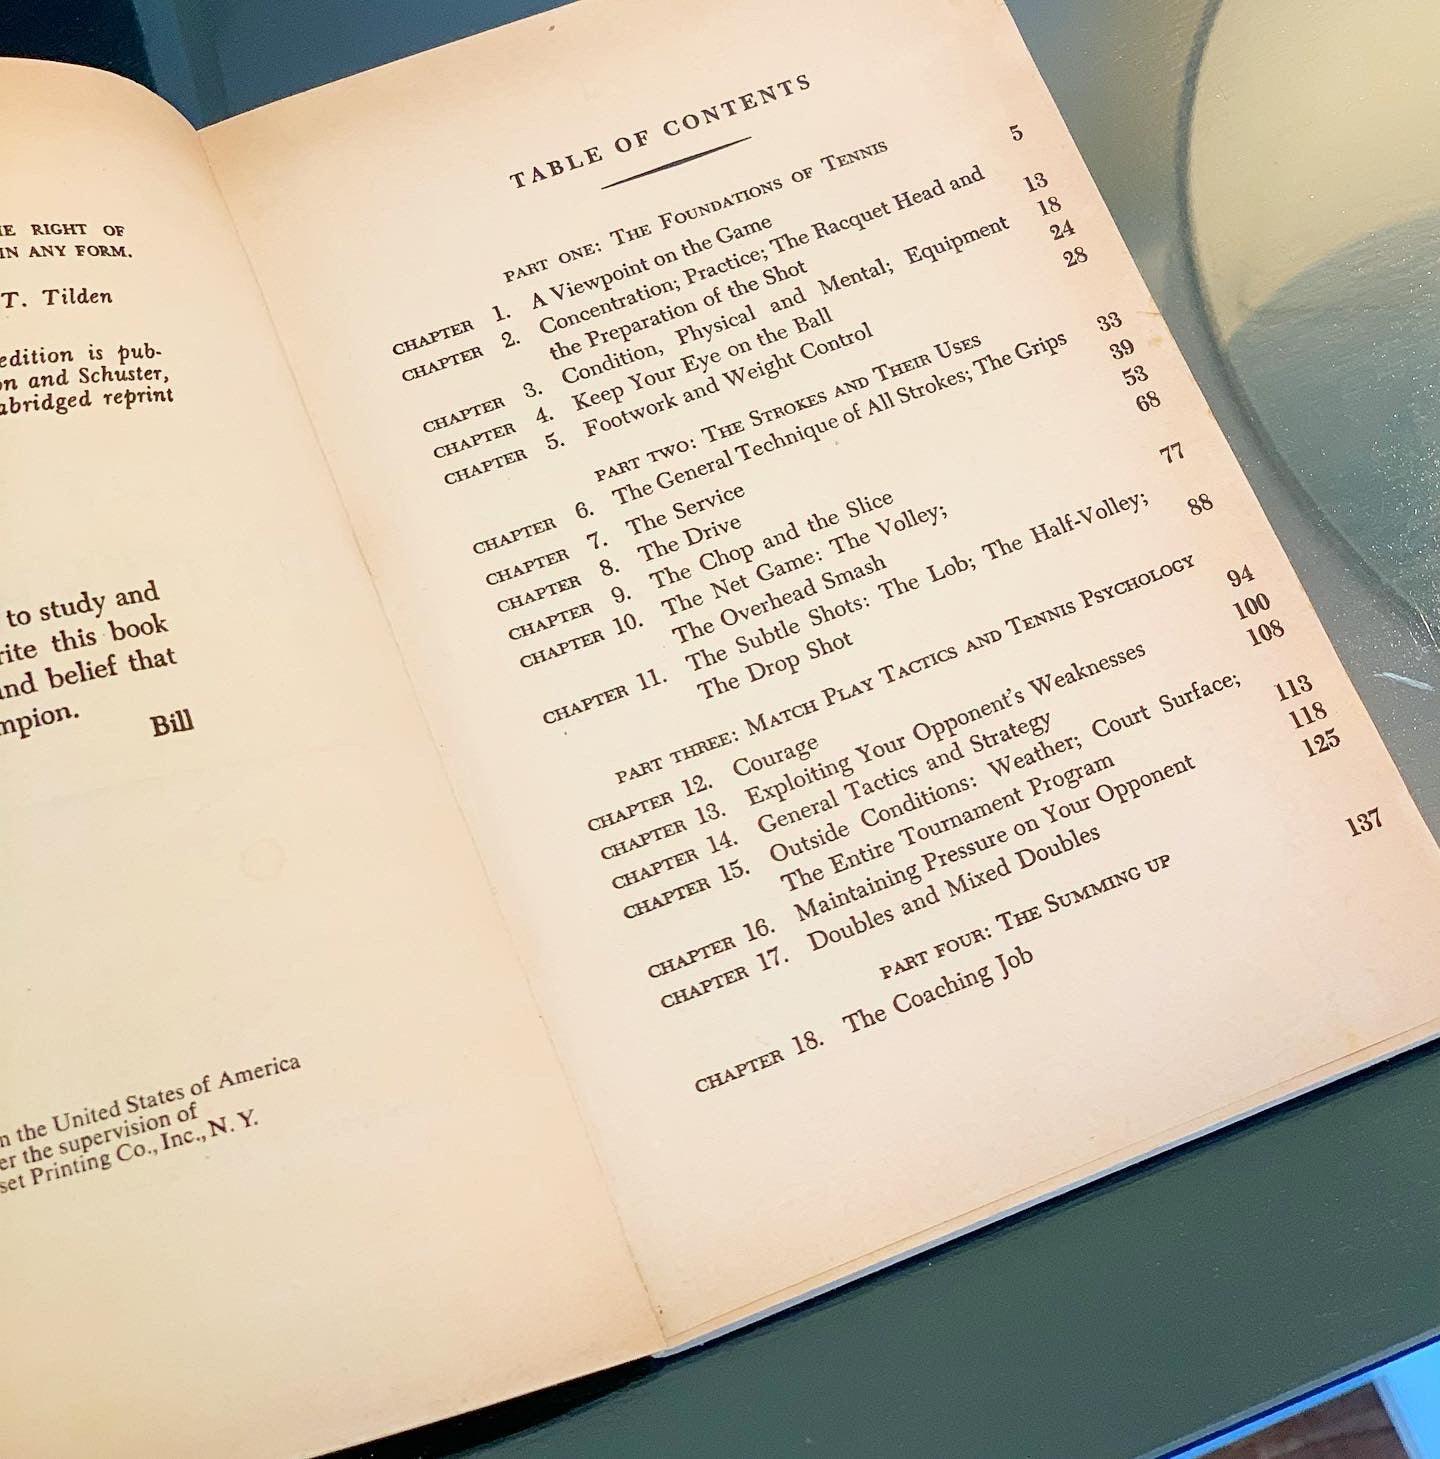 RIGHT OF
IN ANY FORM.
T. Tilden
edition is pub-
on and Schuster,
abridged reprint
to study and
rite this book
and belief that
mpion.
Bill
n the United States of America
er the supervision of
set Printing Co., Inc., N. Y.
TABLE OF CONTENTS
PART ONE: THE FOUNDATIONS OF TENNIS
CHAPTER 1. A Viewpoint on the Game 5
CHAPTER 2. Concentration; Practice; The Racquet Head and
the Preparation of the Shot 13
CHAPTER 3. Condition, Physical and Mental; Equipment 18
CHAPTER 4. Keep Your Eye on the Ball 24
CHAPTER 5. Footwork and Weight Control 28
PART TWO: THE STROKES AND THEIR USES
CHAPTER 6. The General Technique of All Strokes; The Grips 33
CHAPTER 7. The Service 39
CHAPTER 8. The Drive 53
CHAPTER 9. The Chop and the Slice 68
CHAPTER 10. The Net Game: The Volley;
The Overhead Smash 77
CHAPTER 11. The Subtle Shots: The Lob; The Half-Volley;
The Drop Shot 88
PART THREE: MATCH PLAY TACTICS AND TENNIS PSYCHOLOGY
CHAPTER 12. Courage 94
CHAPTER 13. Exploiting Your Opponent's Weaknesses 100
CHAPTER 14. General Tactics and Strategy 108
CHAPTER 15. Outside Conditions: Weather; Court Surface;
The Entire Tournament Program 113
CHAPTER 16. Maintaining Pressure on Your Opponent 118
CHAPTER 17. Doubles and Mixed Doubles 125
PART FOUR: THE SUMMING UP
CHAPTER 18. The Coaching Job 137